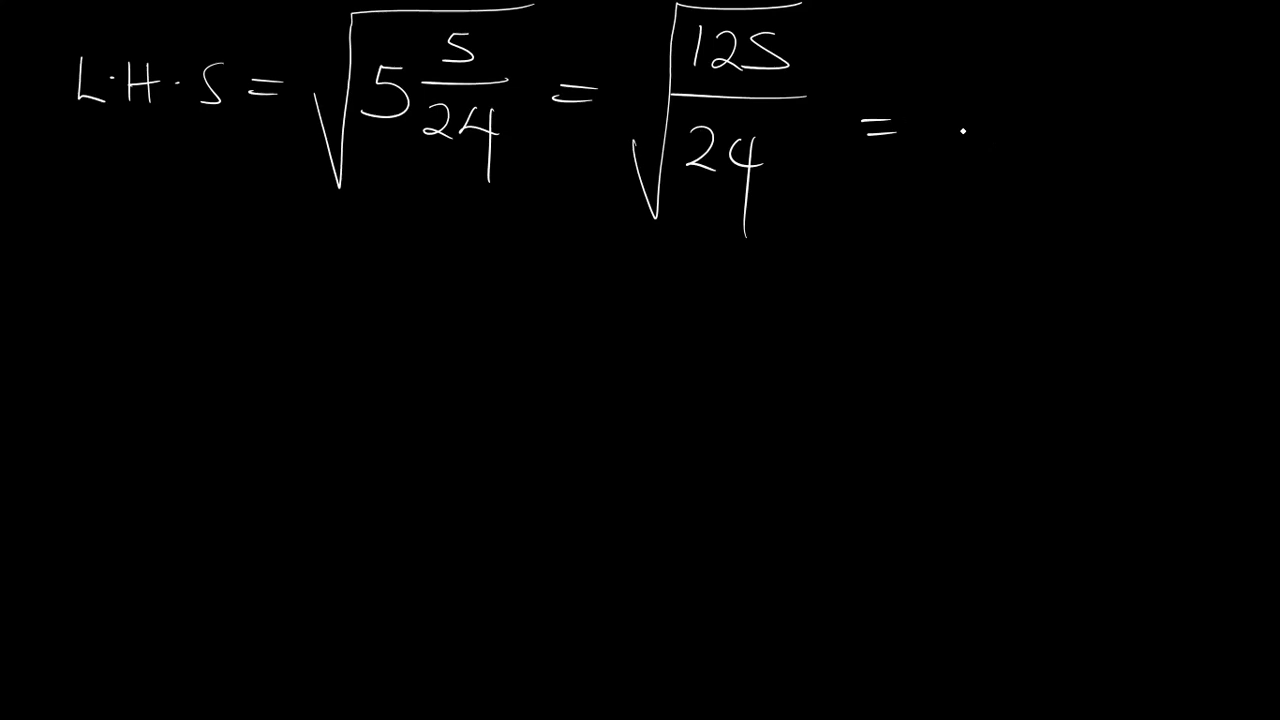 L.H.S = √(5 5/24) = √(125/24) = .